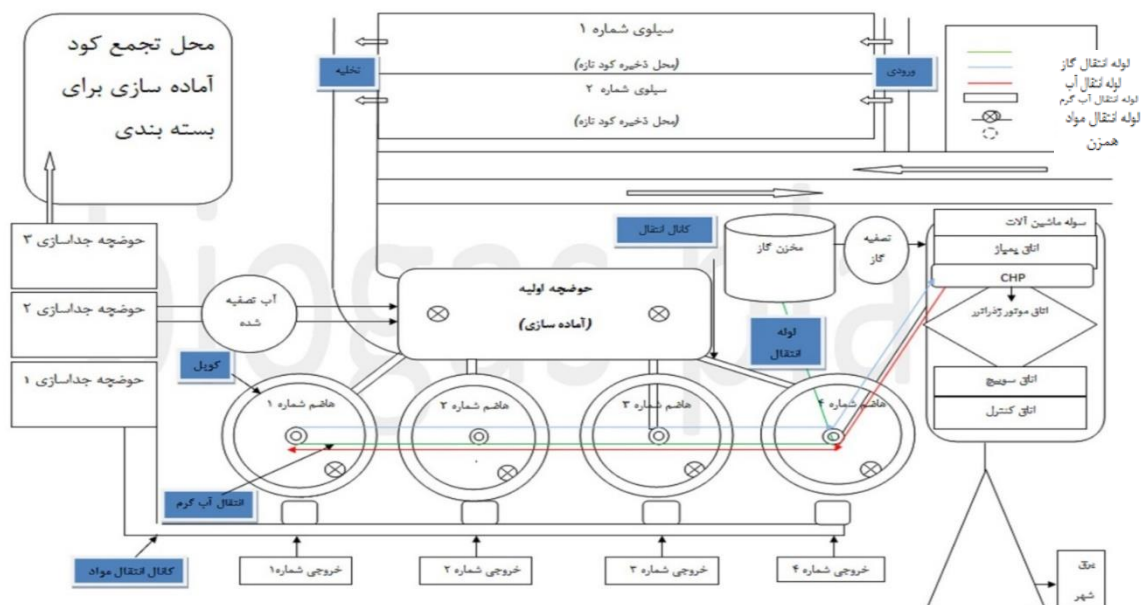 محل تجمع کود
آماده سازی برای
بسته بندی
تخلیه
سیلوی شماره ۱
(محل ذخیره کود تازه)
سیلوی شماره ۲
(محل ذخیره کود تازه)
ورودی
لوله انتقال گاز
لوله انتقال آب
لوله انتقال آب گرم
لوله انتقال مواد
همزن
حوضچه جداسازی ۳
حوضچه جداسازی ۲
حوضچه جداسازی ۱
آب تصفیه
شده
حوضچه اولیه
(آماده سازی)
کانال انتقال
مخزن گاز
تصفیه
گاز
لوله
انتقال
سوله ماشین آلات
اتاق پمپاژ
CHP
اتاق موتور ژنراتور
اتاق سوییچ
اتاق کنترل
کویل
هاضم شماره ۱
هاضم شماره ۲
هاضم شماره ۳
هاضم شماره ۴
انتقال آب گرم
کانال انتقال مواد
خروجی شماره۱
خروجی شماره ۲
خروجی شماره ۳
خروجی شماره ۴
برق
شهر
biogas pla